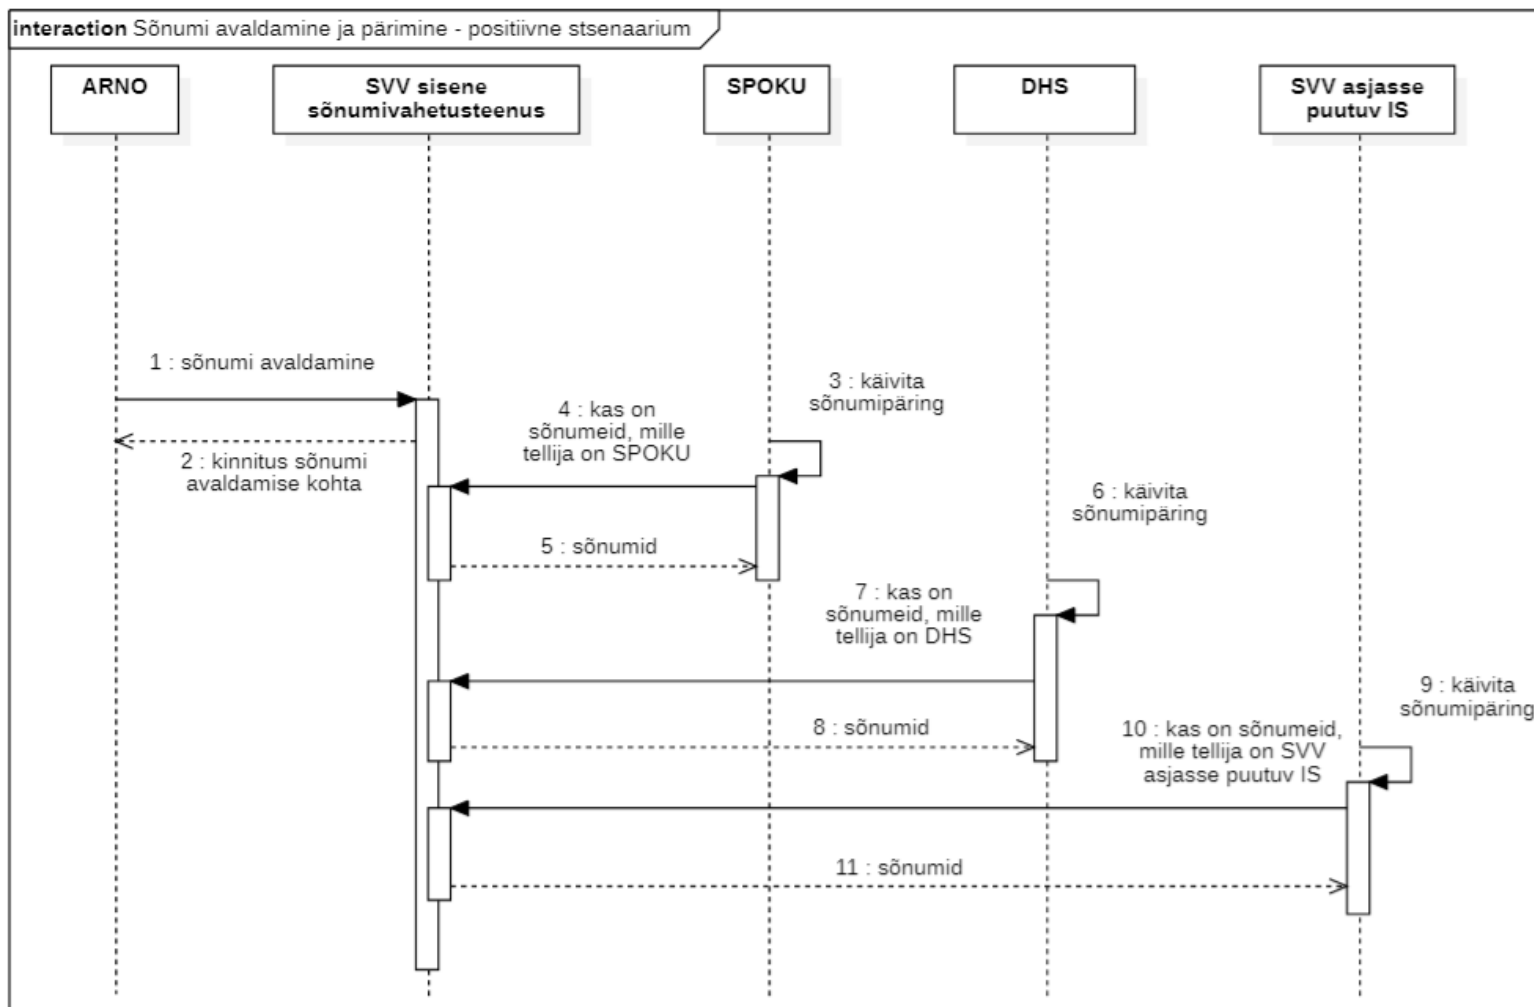 interaction Sõnumi avaldamine ja pärimine - positiivne stsenaarium
ARNO
SVV sisene
sõnumivahetusteenus
SPOKU
DHS
SVV asjasse
puutuv IS
1 : sõnumi avaldamine
2 : kinnitus sõnumi
avaldamise kohta
3 : käivita
sõnumipäring
4 : kas on
sõnumeid, mille
tellija on SPOKU
5 : sõnumid
6 : käivita
sõnumipäring
7 : kas on
sõnumeid, mille
tellija on DHS
8 : sõnumid
9 : käivita
sõnumipäring
10 : kas on sõnumeid,
mille tellija on SVV
asjasse puutuv IS
11 : sõnumid